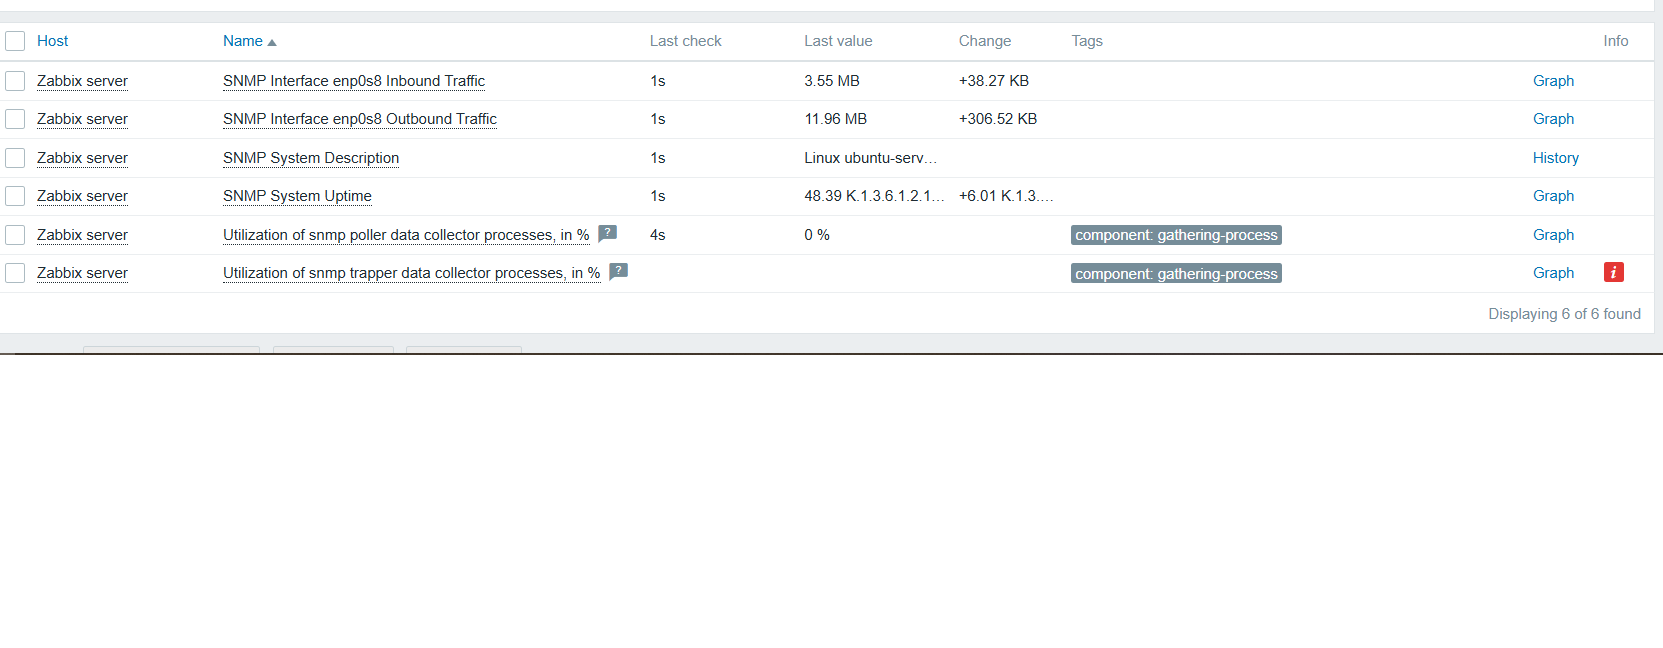 Host Name Last check Last value Change Tags Info
Zabbix server SNMP Interface enp0s8 Inbound Traffic 1s 3.55 MB +38.27 KB Graph
Zabbix server SNMP Interface enp0s8 Outbound Traffic 1s 11.96 MB +306.52 KB Graph
Zabbix server SNMP System Description 1s Linux ubuntu-serv... History
Zabbix server SNMP System Uptime 1s 48.39 K.1.3.6.1.2.1... +6.01 K.1.3.... Graph
Zabbix server Utilization of snmp poller data collector processes, in % ? 4s 0 % component: gathering-process Graph
Zabbix server Utilization of snmp trapper data collector processes, in % ? component: gathering-process Graph i
Displaying 6 of 6 found